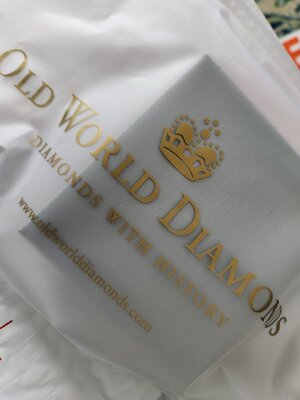 OLD WORLD DIAMONDS
DIAMONDS WITH HISTORY
www.oldworlddiamonds.com